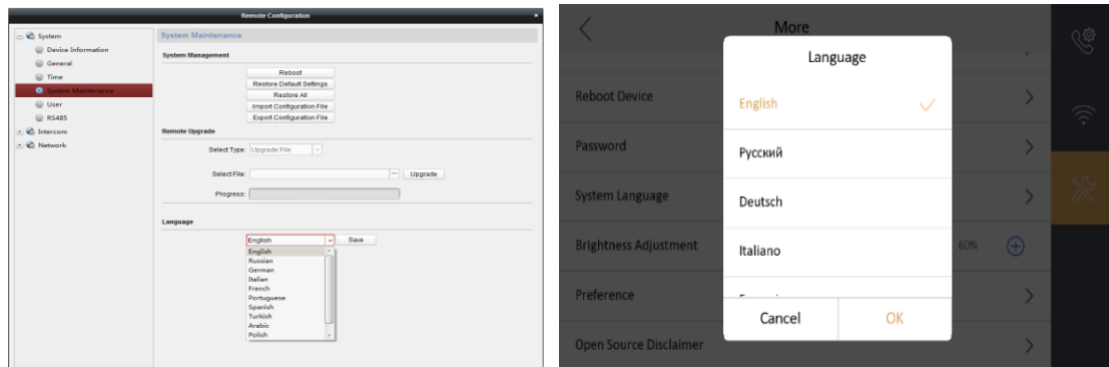 Remote Configuration
System
Device Information
General
Time
System Maintenance
User
RS485
Intercom
Network
System Maintenance
System Management
Reboot
Restore Default Settings
Restore All
Import Configuration File
Export Configuration File
Remote Upgrade
Select Type: Upgrade File
Select File: Upgrade
Progress:
Language
English Save
English
Russian
German
Italian
French
Portuguese
Spanish
Turkish
Arabic
Polish
More
Reboot Device
Password
System Language
Brightness Adjustment 60%
Preference
Open Source Disclaimer
Language
English
Русский
Deutsch
Italiano
Cancel OK